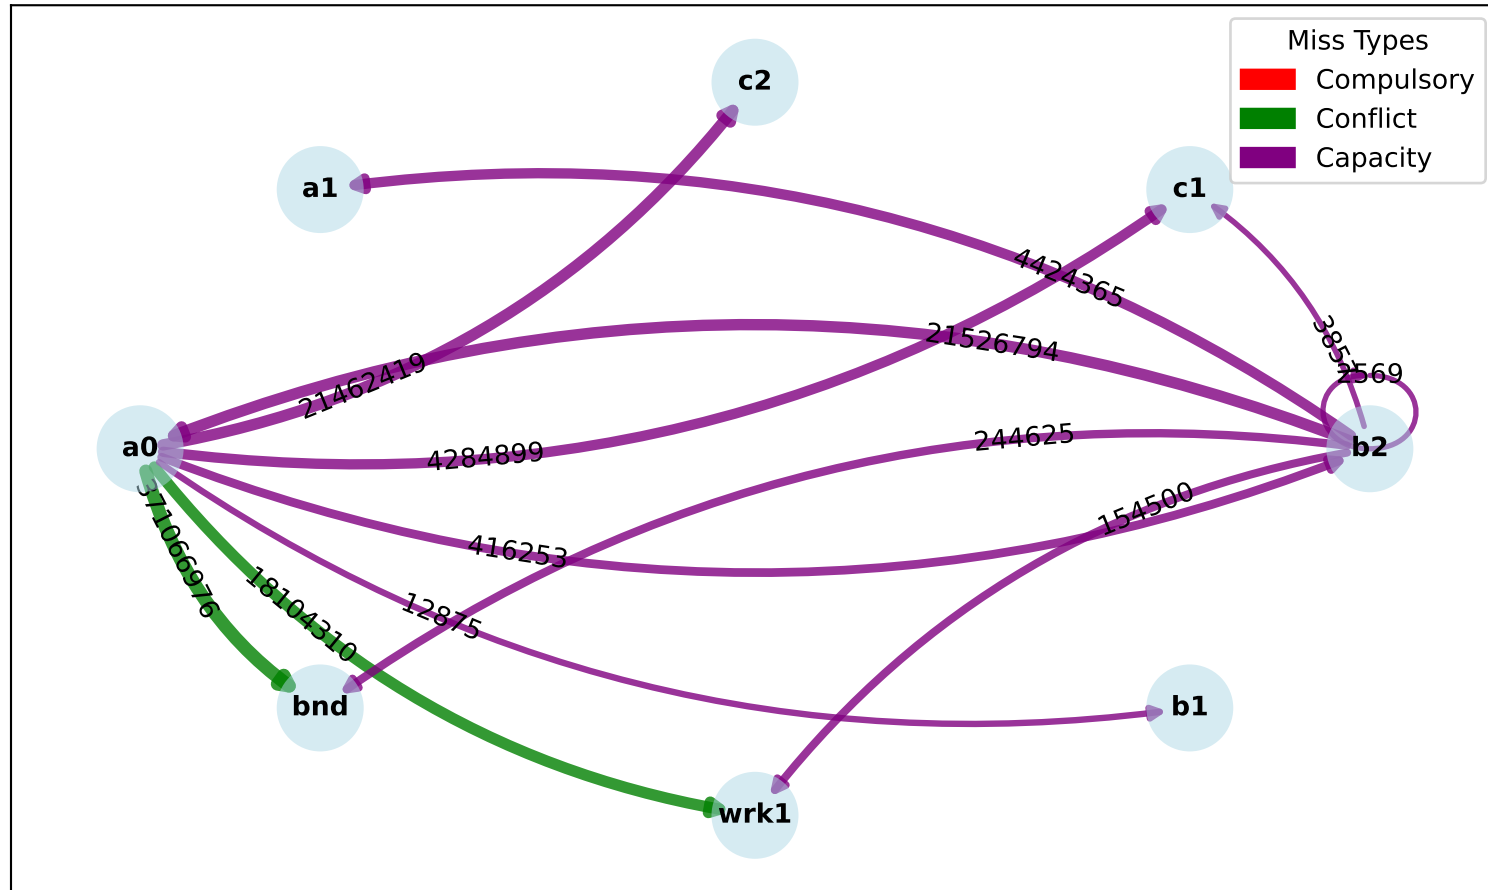 Miss Types
Compulsory
Conflict
Capacity
c2
a1
c1
4424365
21526794
21462419
2569
a0
4284899
244625
b2
154500
416253
37106976
18104310
12875
bnd
b1
wrk1